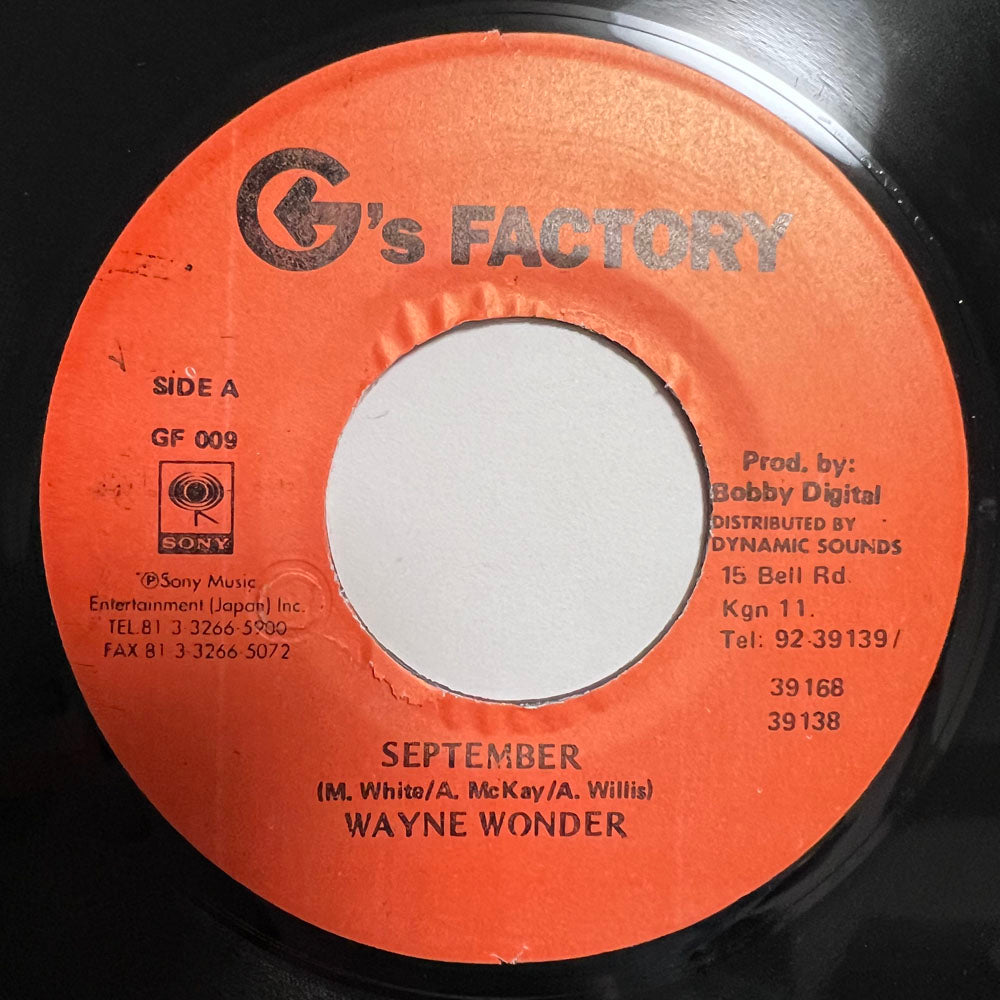 G's FACTORY
SIDE A
GF 009
SONY
℗Sony Music
Entertainment (Japan) Inc.
TEL.81 3-3266-5900
FAX 81 3-3266-5072
Prod. by:
Bobby Digital
DISTRIBUTED BY
DYNAMIC SOUNDS
15 Bell Rd.
Kgn 11.
Tel: 92-39139/
39168
39138
SEPTEMBER
(M. White/A. McKay/A. Willis)
WAYNE WONDER